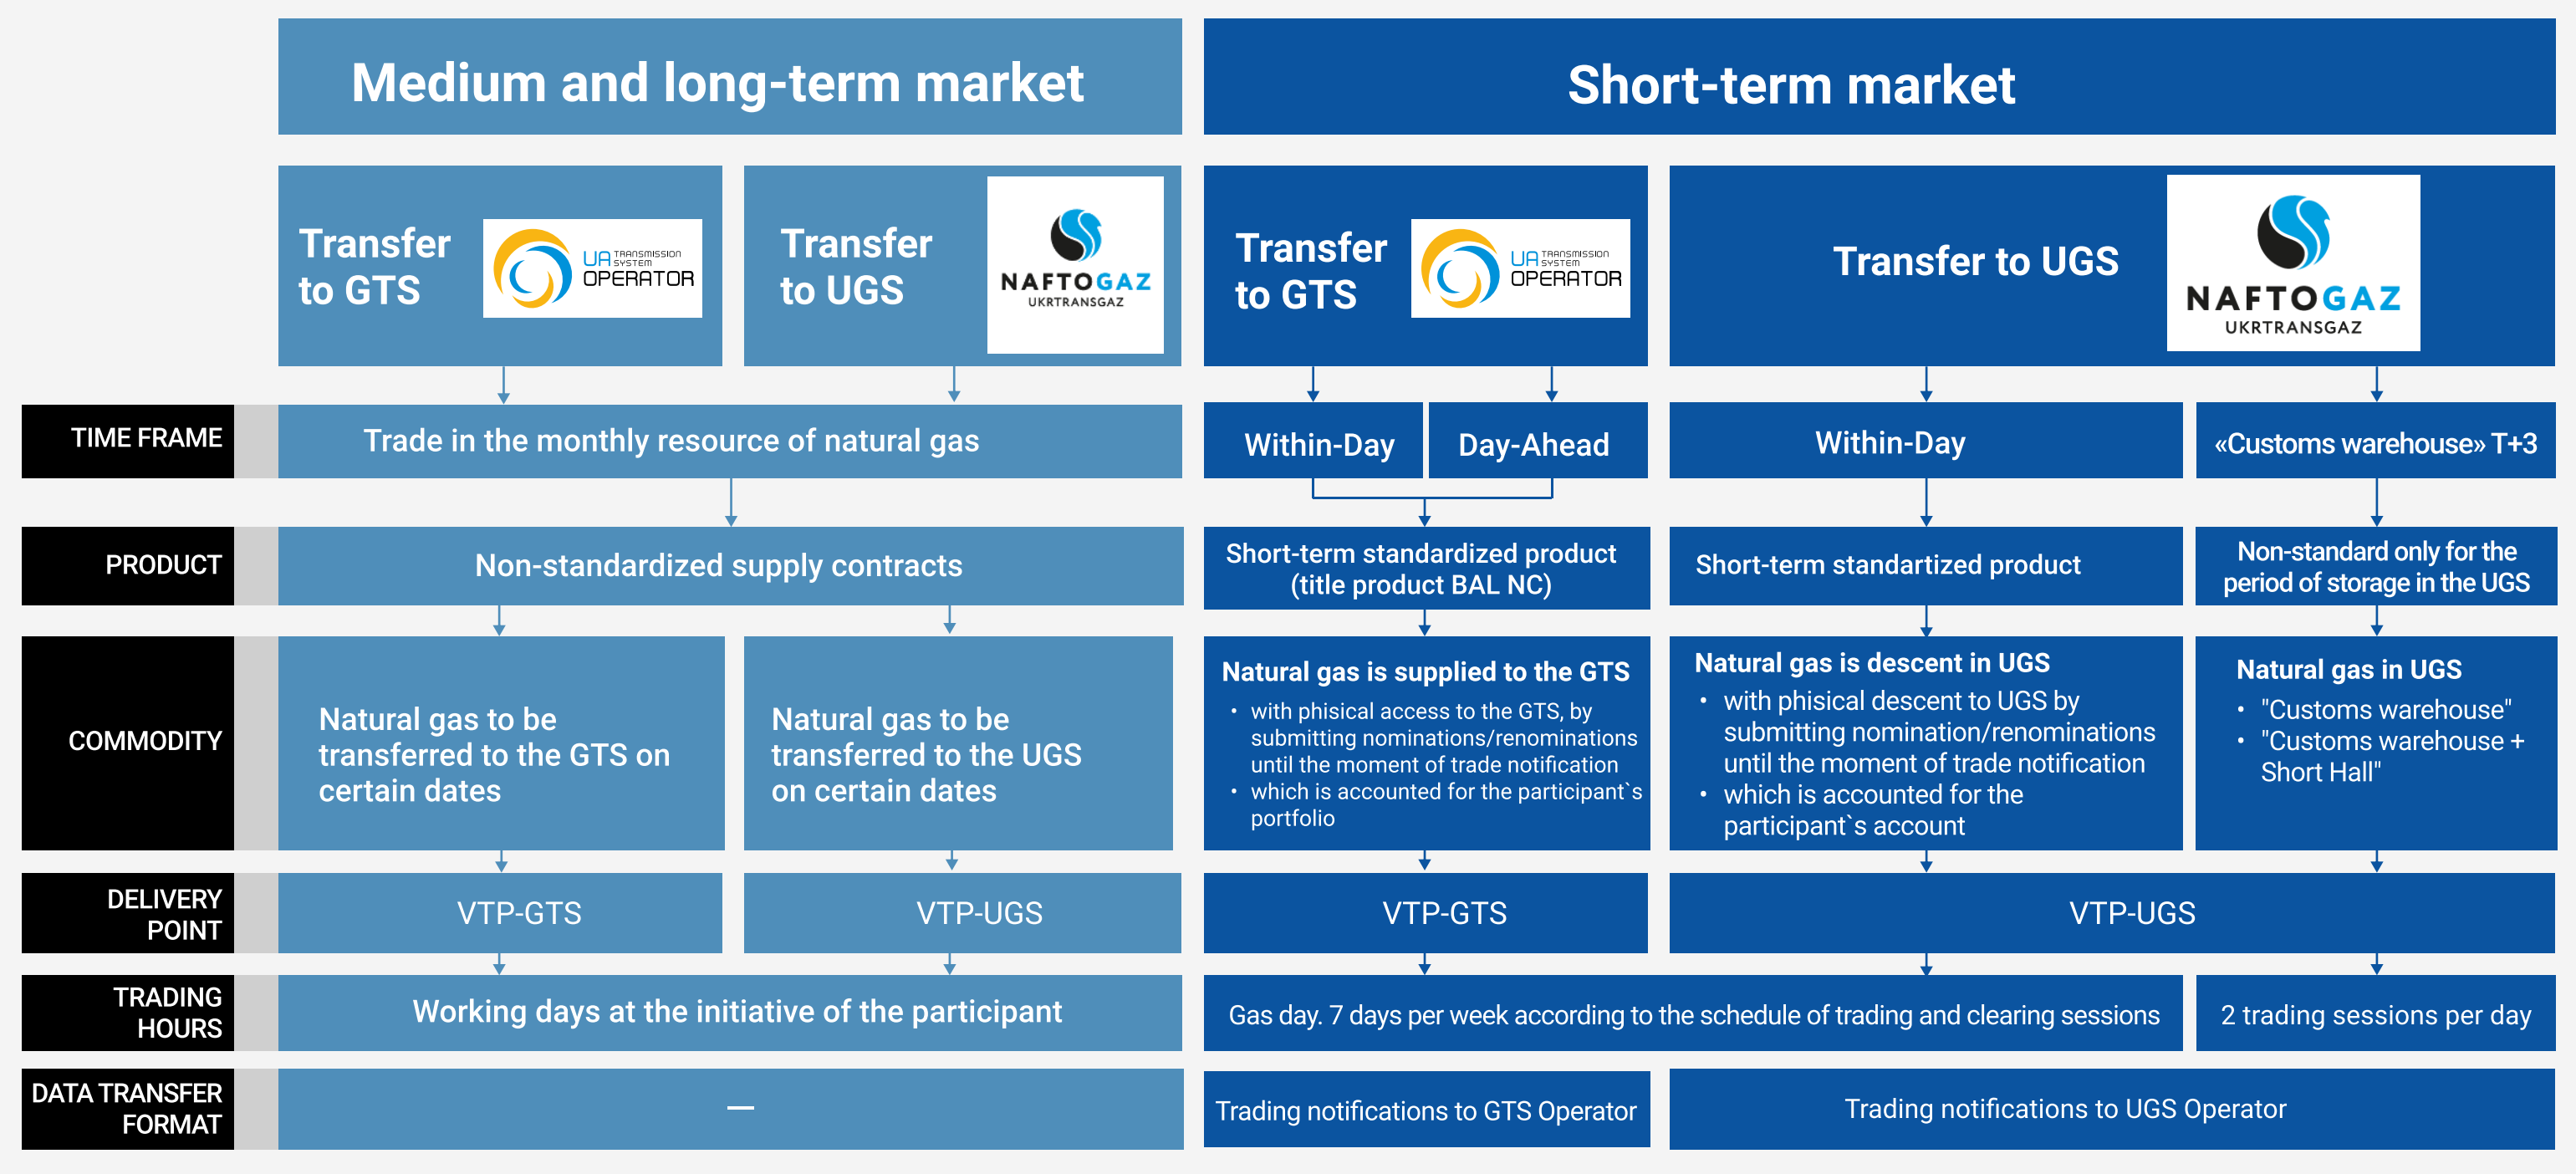 Medium and long-term market
Short-term market
Transfer
to GTS
UA TRANSMISSION
SYSTEM
OPERATOR
Transfer
to UGS
NAFTOGAZ
UKRTRANSGAZ
Transfer
to GTS
UA TRANSMISSION
SYSTEM
OPERATOR
Transfer to UGS
NAFTOGAZ
UKRTRANSGAZ
TIME FRAME
Trade in the monthly resource of natural gas
Within-Day
Day-Ahead
Within-Day
«Customs warehouse» T+3
PRODUCT
Non-standardized supply contracts
Short-term standardized product
(title product BAL NC)
Short-term standartized product
Non-standard only for the
period of storage in the UGS
COMMODITY
Natural gas to be
transferred to the GTS on
certain dates
Natural gas to be
transferred to the UGS
on certain dates
Natural gas is supplied to the GTS
• with phisical access to the GTS, by
submitting nominations/renominations
until the moment of trade notification
• which is accounted for the participant`s
portfolio
Natural gas is descent in UGS
• with phisical descent to UGS by
submitting nomination/renominations
until the moment of trade notification
• which is accounted for the
participant`s account
Natural gas in UGS
• "Customs warehouse"
• "Customs warehouse +
Short Hall"
DELIVERY
POINT
VTP-GTS
VTP-UGS
VTP-GTS
VTP-UGS
TRADING
HOURS
Working days at the initiative of the participant
Gas day. 7 days per week according to the schedule of trading and clearing sessions
2 trading sessions per day
DATA TRANSFER
FORMAT
—
Trading notifications to GTS Operator
Trading notifications to UGS Operator